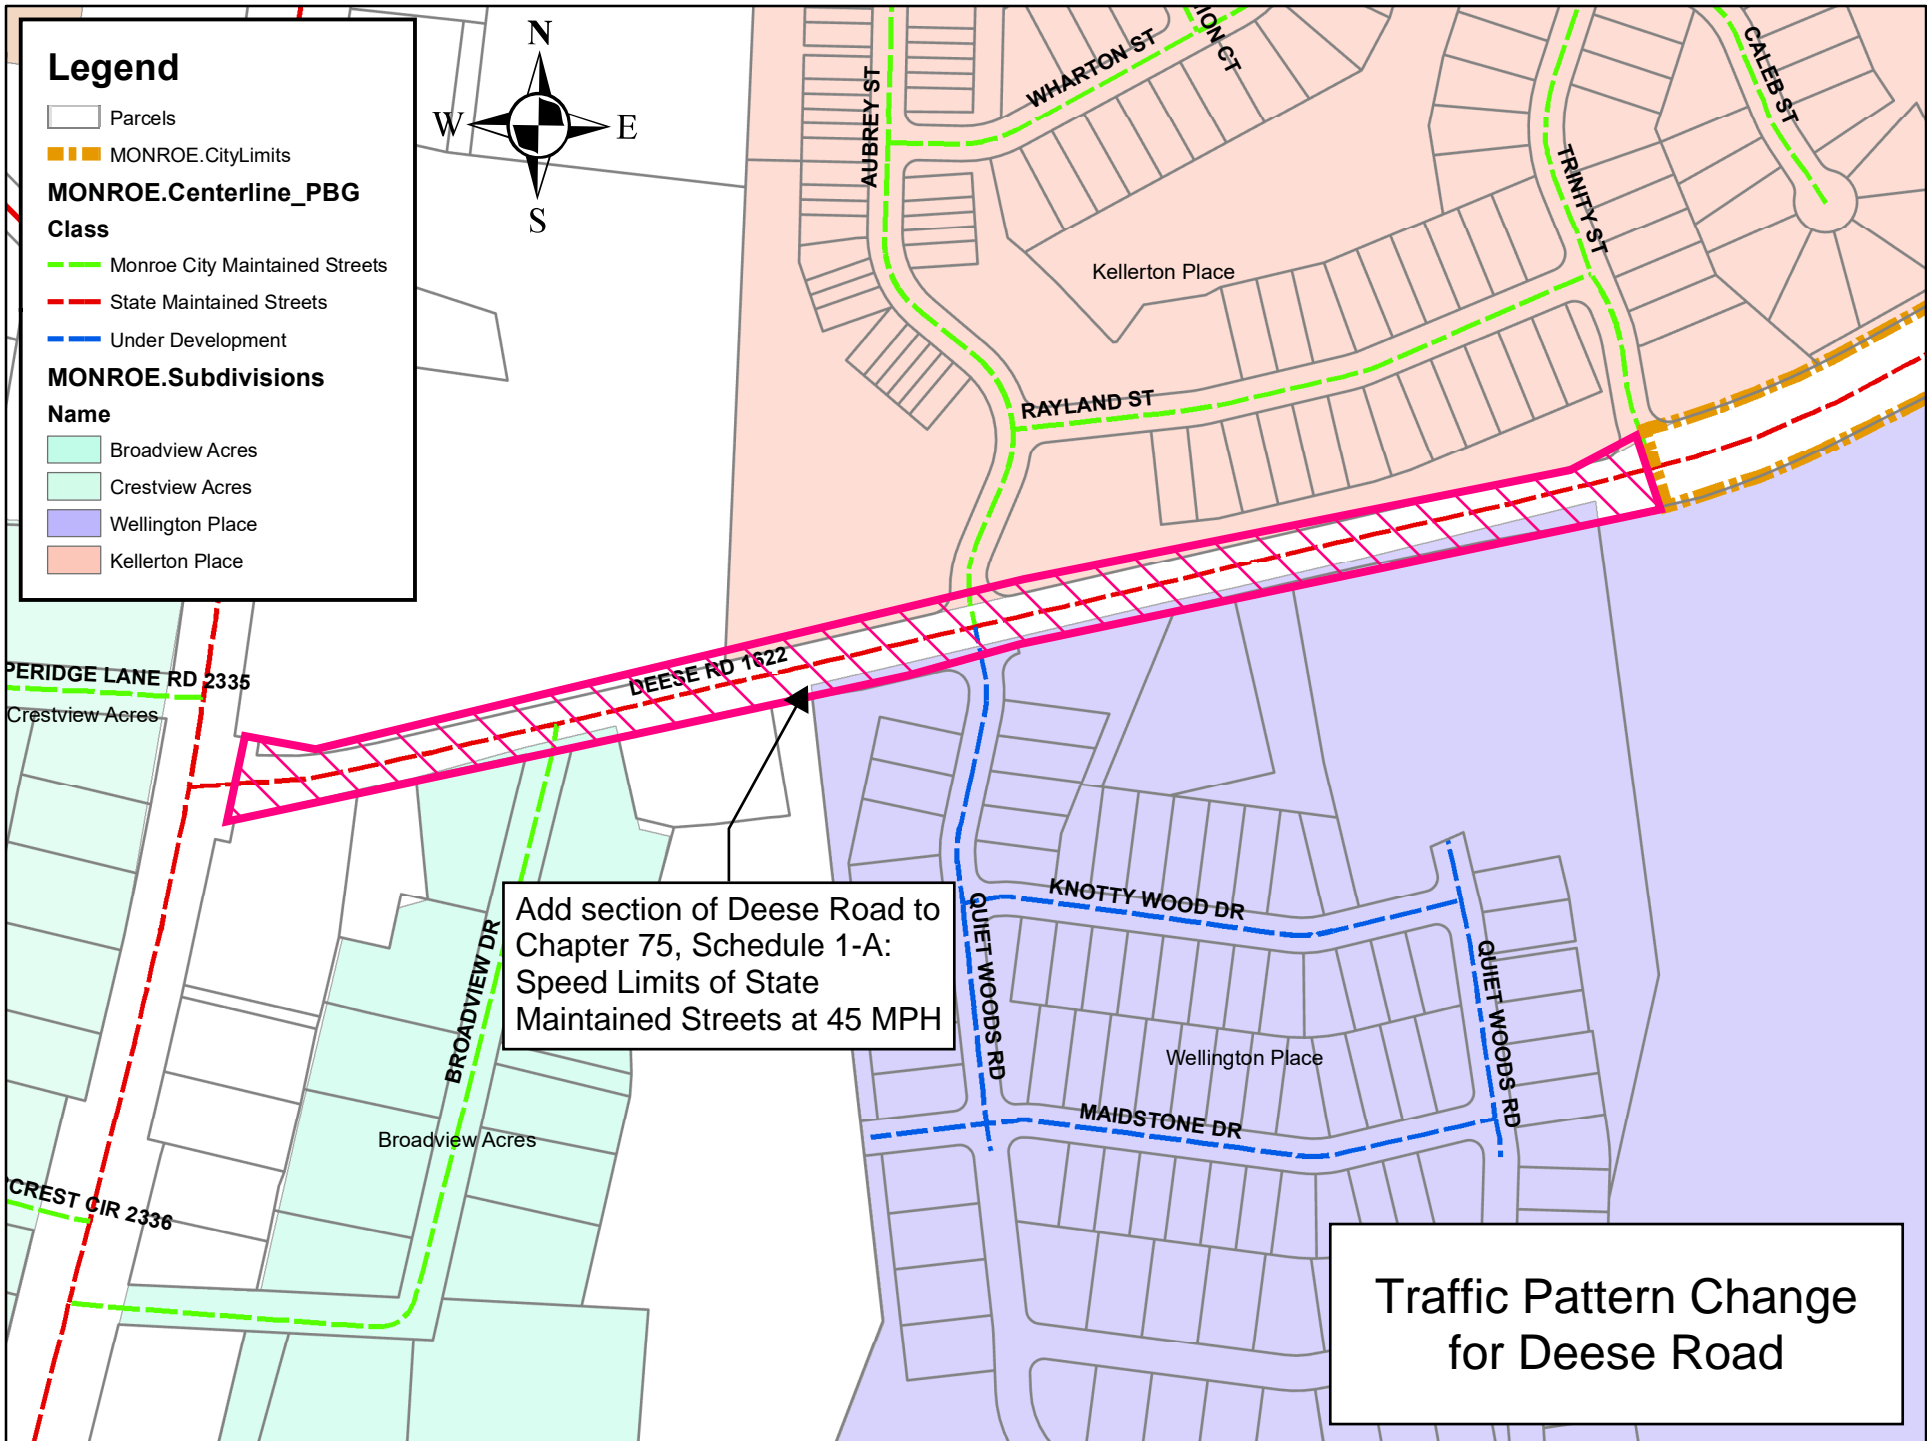 Legend
Parcels
MONROE.CityLimits
MONROE.Centerline_PBG
Class
Monroe City Maintained Streets
State Maintained Streets
Under Development
MONROE.Subdivisions
Name
Broadview Acres
Crestview Acres
Wellington Place
Kellerton Place
N
W
E
S
AUBREY ST
WHARTON ST
ION CT
CALEB ST
TRINITY ST
Kellerton Place
RAYLAND ST
PERIDGE LANE RD 2335
Crestview Acres
DEESE RD 1622
Add section of Deese Road to
Chapter 75, Schedule 1-A:
Speed Limits of State
Maintained Streets at 45 MPH
BROADVIEW DR
KNOTTY WOOD DR
QUIET WOODS RD
QUIET WOODS RD
Wellington Place
MAIDSTONE DR
Broadview Acres
CREST CIR 2336
Traffic Pattern Change
for Deese Road